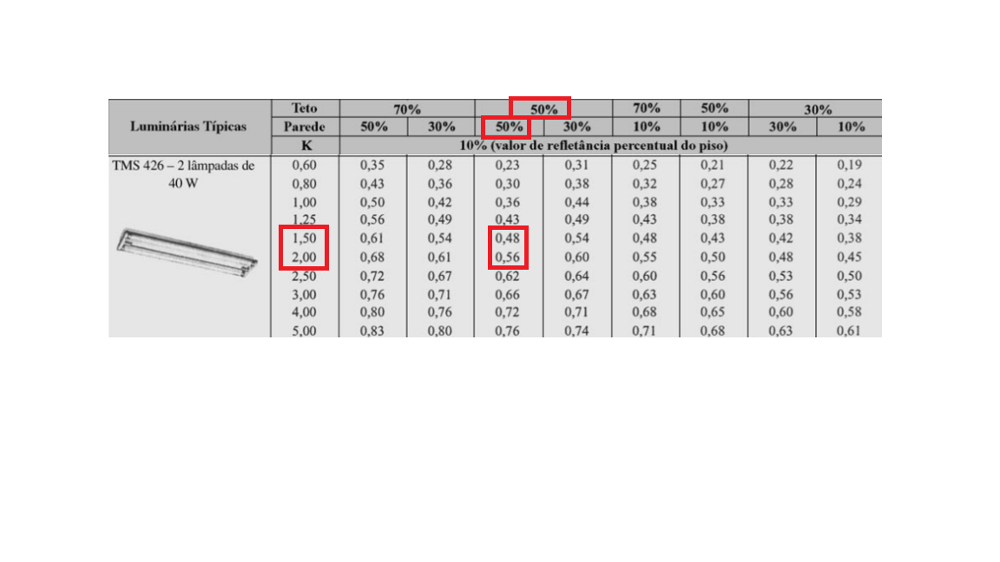 Luminárias Típicas Teto 70% 50% 70% 50% 30%
Parede 50% 30% 50% 30% 10% 10% 30% 10%
K 10% (valor de refletância percentual do piso)
TMS 426 – 2 lâmpadas de 0,60 0,35 0,28 0,23 0,31 0,25 0,21 0,22 0,19
40 W 0,80 0,43 0,36 0,30 0,38 0,32 0,27 0,28 0,24
1,00 0,50 0,42 0,36 0,44 0,38 0,33 0,33 0,29
1,25 0,56 0,49 0,43 0,49 0,43 0,38 0,38 0,34
1,50 0,61 0,54 0,48 0,54 0,48 0,43 0,42 0,38
2,00 0,68 0,61 0,56 0,60 0,55 0,50 0,48 0,45
2,50 0,72 0,67 0,62 0,64 0,60 0,56 0,53 0,50
3,00 0,76 0,71 0,66 0,67 0,63 0,60 0,56 0,53
4,00 0,80 0,76 0,72 0,71 0,68 0,65 0,60 0,58
5,00 0,83 0,80 0,76 0,74 0,71 0,68 0,63 0,61